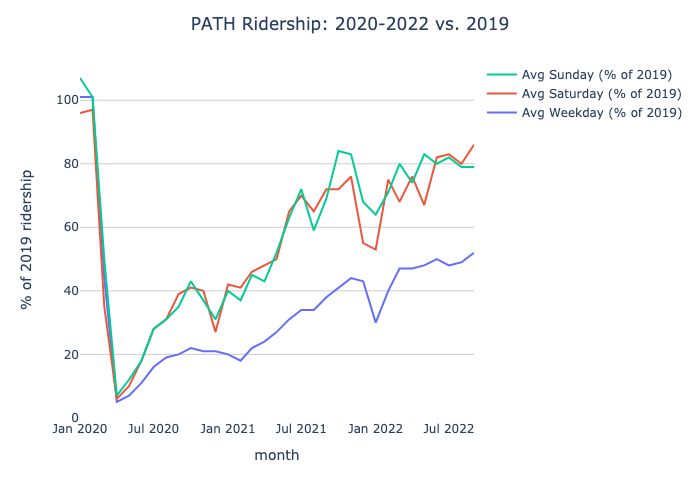 PATH Ridership: 2020-2022 vs. 2019
Avg Sunday (% of 2019)
Avg Saturday (% of 2019)
Avg Weekday (% of 2019)
% of 2019 ridership
100
80
60
40
20
0
Jan 2020
Jul 2020
Jan 2021
Jul 2021
Jan 2022
Jul 2022
month